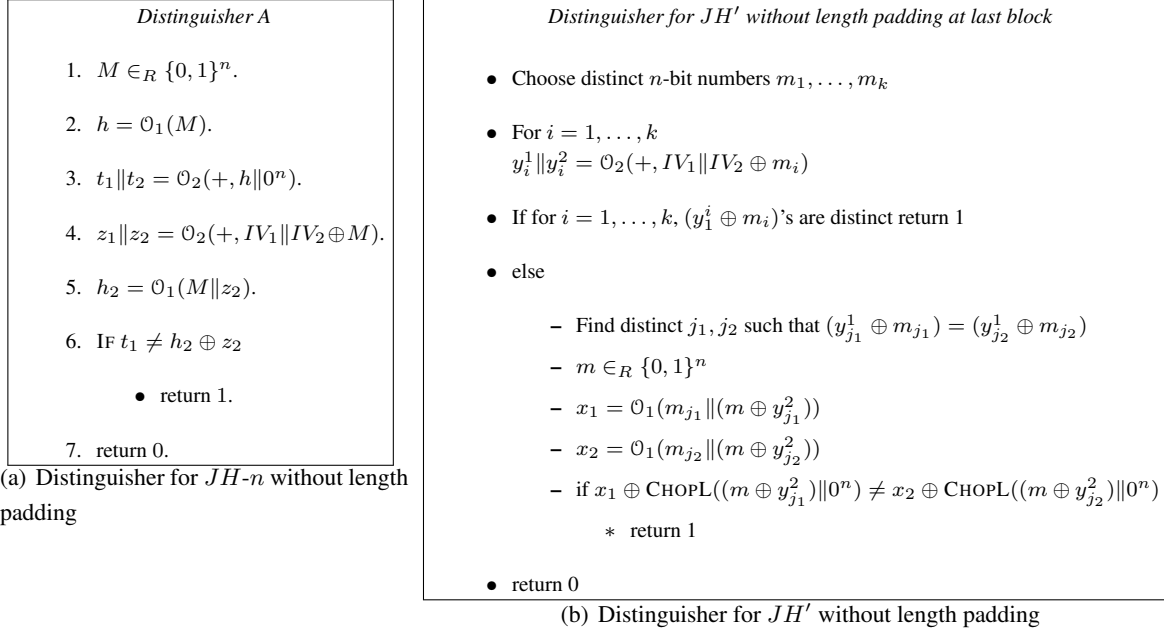 Distinguisher A
1. M ∈_R {0, 1}^n.
2. h = 𝒪_1(M).
3. t_1‖t_2 = 𝒪_2(+, h‖0^n).
4. z_1‖z_2 = 𝒪_2(+, IV_1‖IV_2⊕M).
5. h_2 = 𝒪_1(M‖z_2).
6. IF t_1 ≠ h_2 ⊕ z_2
• return 1.
7. return 0.
(a) Distinguisher for JH-n without length
padding
Distinguisher for JH′ without length padding at last block
• Choose distinct n-bit numbers m_1, . . . , m_k
• For i = 1, . . . , k
y_i^1‖y_i^2 = 𝒪_2(+, IV_1‖IV_2 ⊕ m_i)
• If for i = 1, . . . , k, (y_1^i ⊕ m_i)'s are distinct return 1
• else
– Find distinct j_1, j_2 such that (y_{j_1}^1 ⊕ m_{j_1}) = (y_{j_2}^1 ⊕ m_{j_2})
– m ∈_R {0, 1}^n
– x_1 = 𝒪_1(m_{j_1}‖(m ⊕ y_{j_1}^2))
– x_2 = 𝒪_1(m_{j_2}‖(m ⊕ y_{j_2}^2))
– if x_1 ⊕ CHOPL((m ⊕ y_{j_1}^2)‖0^n) ≠ x_2 ⊕ CHOPL((m ⊕ y_{j_2}^2)‖0^n)
∗ return 1
• return 0
(b) Distinguisher for JH′ without length padding